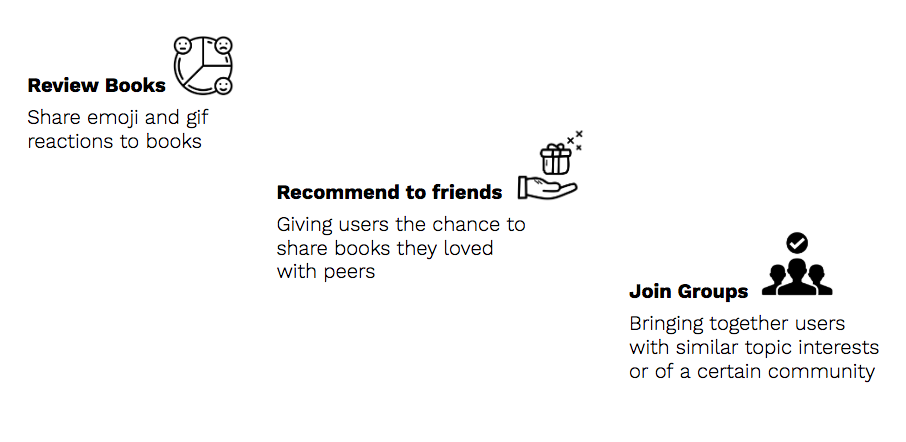 Review Books
Share emoji and gif
reactions to books
Recommend to friends
Giving users the chance to
share books they loved
with peers
Join Groups
Bringing together users
with similar topic interests
or of a certain community